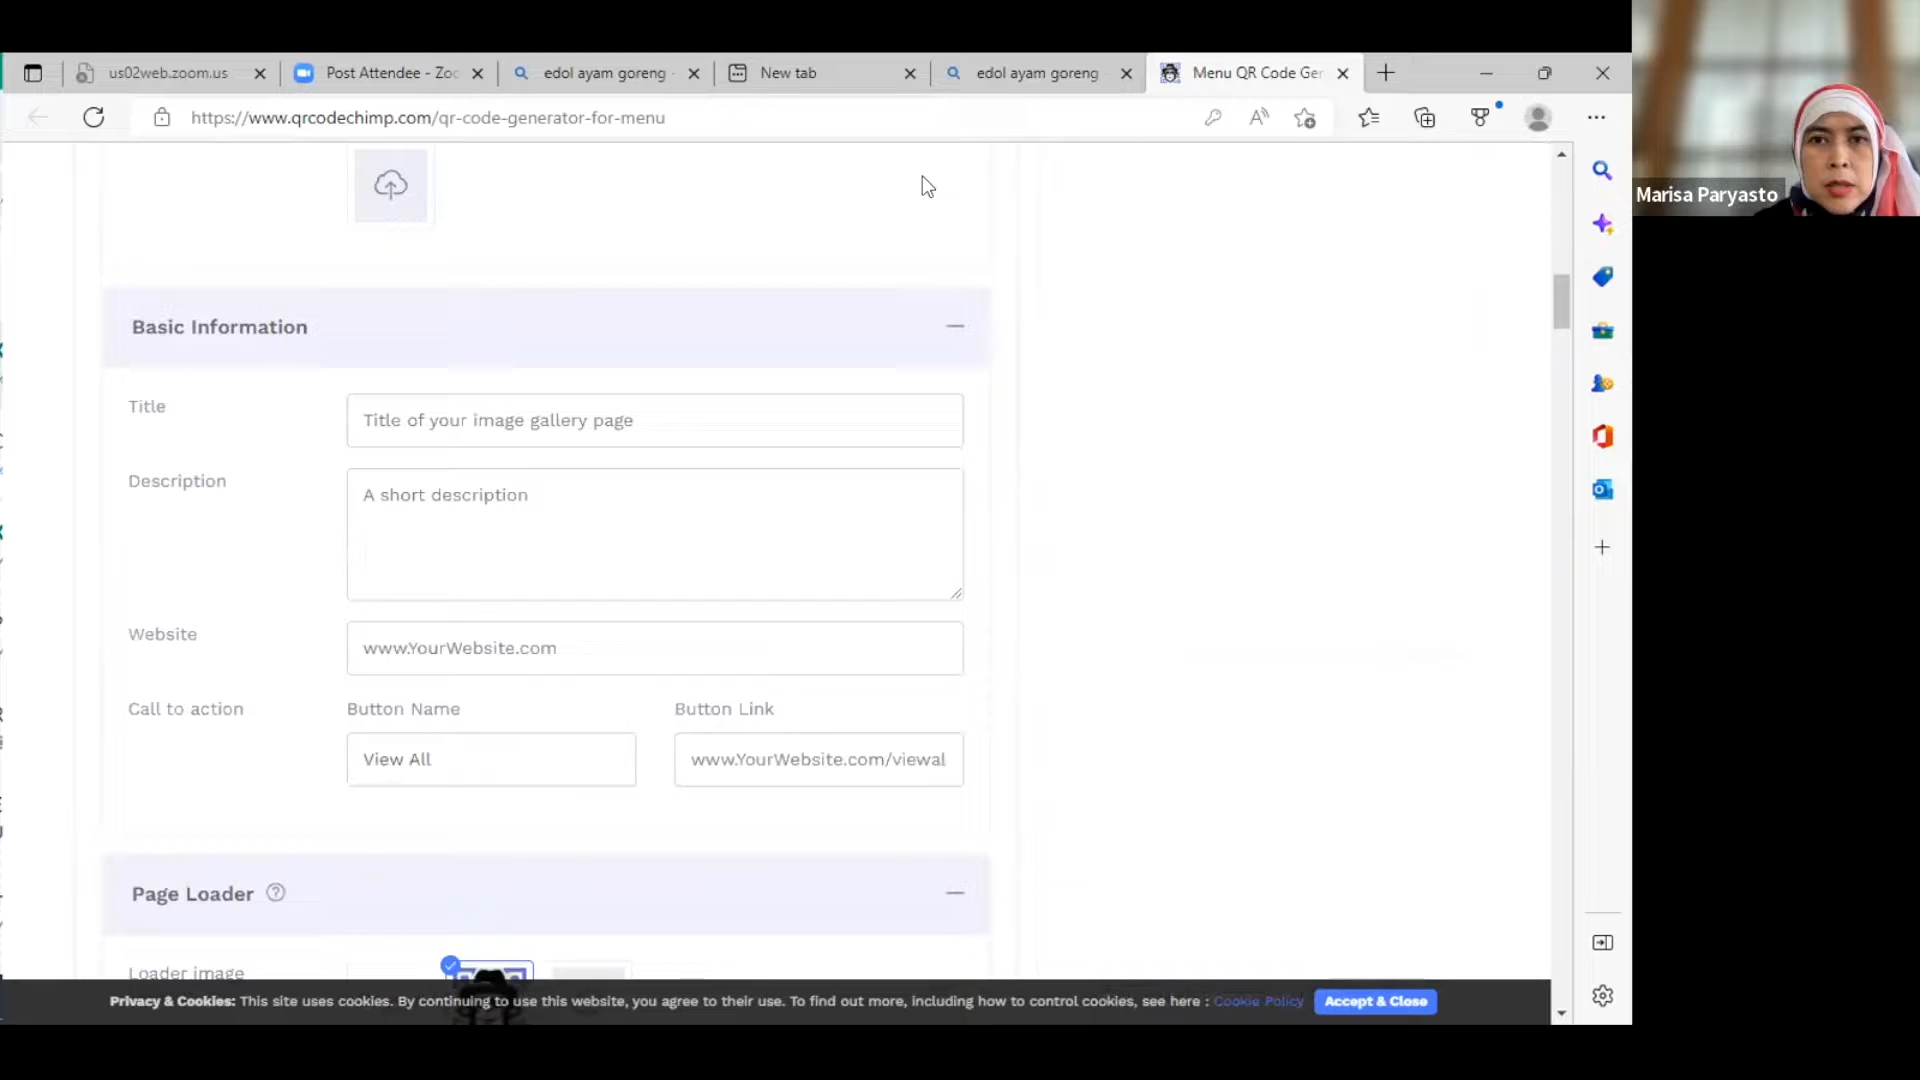 us02web.zoom.us
Post Attendee - Zoo
edol ayam goreng
New tab
edol ayam goreng
Menu QR Code Ger
https://www.qrcodechimp.com/qr-code-generator-for-menu
Marisa Paryasto
Basic Information
Title
Title of your image gallery page
Description
A short description
Website
www.YourWebsite.com
Call to action
Button Name
Button Link
View All
www.YourWebsite.com/viewal
Page Loader
Loader image
Privacy & Cookies: This site uses cookies. By continuing to use this website, you agree to their use. To find out more, including how to control cookies, see here : Cookie Policy
Accept & Close